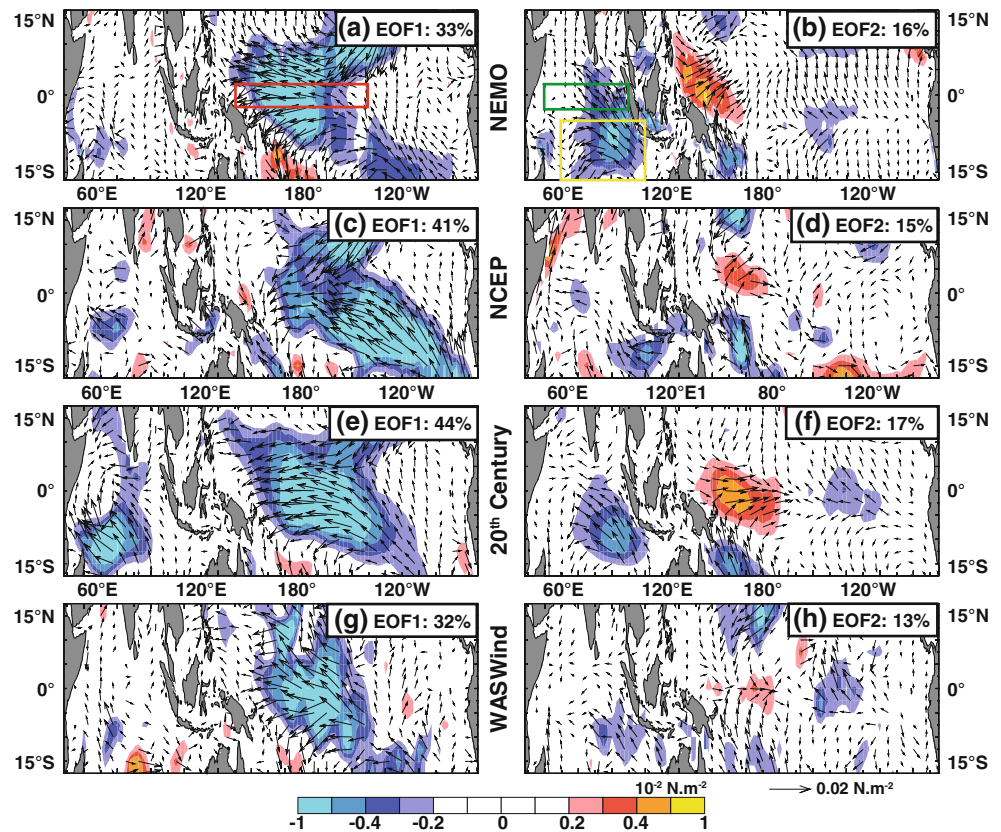 15°N (a) EOF1: 33% (b) EOF2: 16% 15°N
0° NEMO 0°
15°S 15°S
60°E 120°E 180° 120°W 60°E 120°E 180° 120°W
15°N (c) EOF1: 41% (d) EOF2: 15% 15°N
0° NCEP 0°
15°S 15°S
60°E 120°E 180° 120°W 60°E 120°E1 80° 120°W
15°N (e) EOF1: 44% (f) EOF2: 17% 15°N
0° 20th Century 0°
15°S 15°S
60°E 120°E 180° 120°W 60°E 120°E 180° 120°W
15°N (g) EOF1: 32% (h) EOF2: 13% 15°N
0° WASWind 0°
15°S 15°S
10-2 N.m-2 0.02 N.m-2
-1 -0.4 -0.2 0 0.2 0.4 1